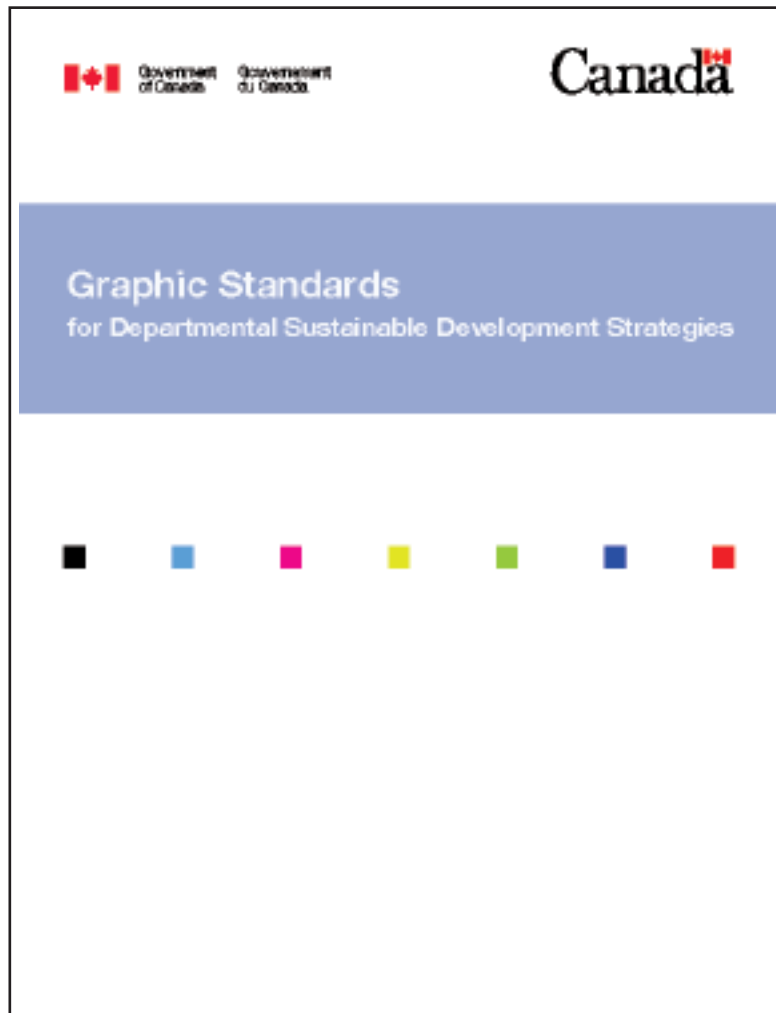 Government
of Canada
Gouvernement
du Canada
Canada
Graphic Standards
for Departmental Sustainable Development Strategies